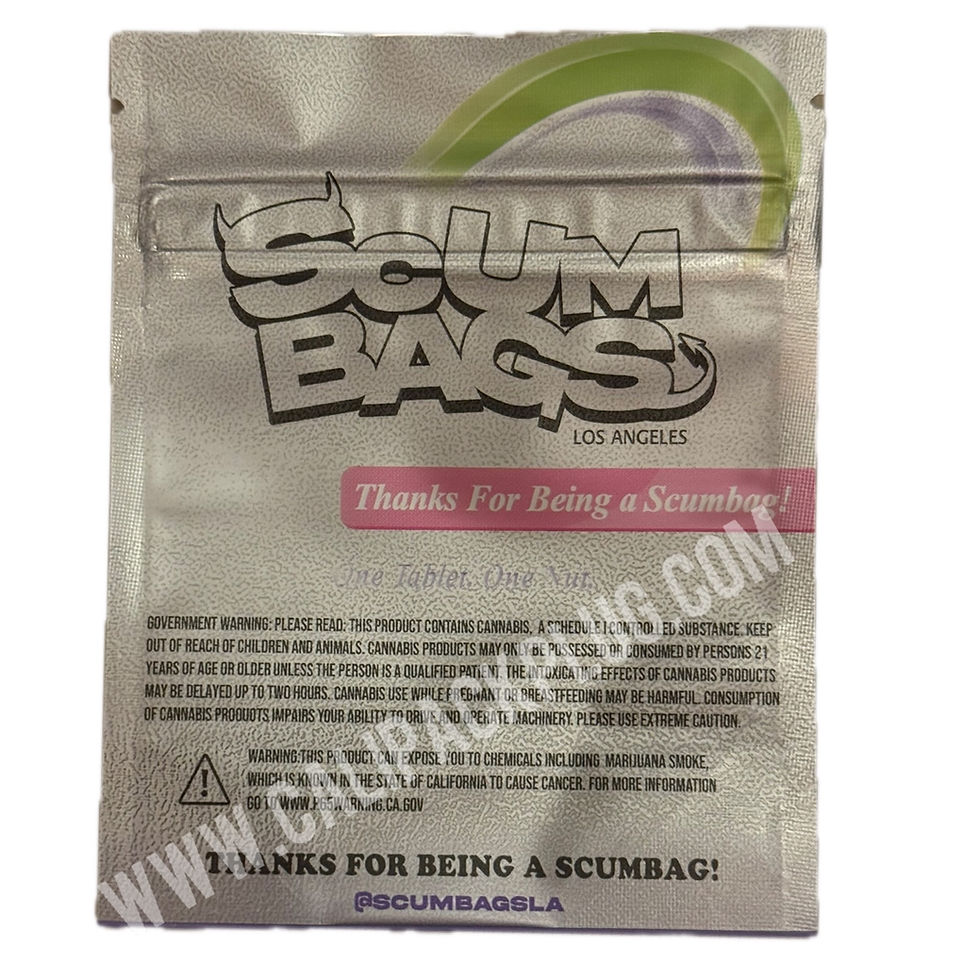 SCUM
BAGS
LOS ANGELES
Thanks For Being a Scumbag!
One Tablet. One Nut.
GOVERNMENT WARNING: PLEASE READ: THIS PRODUCT CONTAINS CANNABIS, A SCHEDULE I CONTROLLED SUBSTANCE. KEEP
OUT OF REACH OF CHILDREN AND ANIMALS. CANNABIS PRODUCTS MAY ONLY BE POSSESSED OR CONSUMED BY PERSONS 21
YEARS OF AGE OR OLDER UNLESS THE PERSON IS A QUALIFIED PATIENT. THE INTOXICATING EFFECTS OF CANNABIS PRODUCTS
MAY BE DELAYED UP TO TWO HOURS. CANNABIS USE WHILE PREGNANT OR BREASTFEEDING MAY BE HARMFUL. CONSUMPTION
OF CANNABIS PRODUCTS IMPAIRS YOUR ABILITY TO DRIVE AND OPERATE MACHINERY. PLEASE USE EXTREME CAUTION.
WARNING:THIS PRODUCT CAN EXPOSE YOU TO CHEMICALS INCLUDING MARIJUANA SMOKE,
WHICH IS KNOWN IN THE STATE OF CALIFORNIA TO CAUSE CANCER. FOR MORE INFORMATION
GO TO WWW.P65WARNING.CA.GOV
THANKS FOR BEING A SCUMBAG!
@SCUMBAGSLA
WWW.CALIPACKSTUG.COM